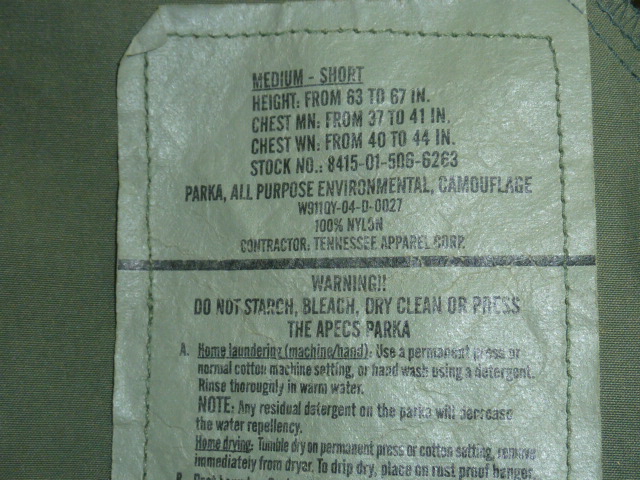 MEDIUM - SHORT
HEIGHT: FROM 63 TO 67 IN.
CHEST MN: FROM 37 TO 41 IN.
CHEST WN: FROM 40 TO 44 IN.
STOCK NO.: 8415-01-506-6263
PARKA, ALL PURPOSE ENVIRONMENTAL, CAMOUFLAGE
W911QY-04-D-0027
100% NYLON
CONTRACTOR: TENNESSEE APPAREL CORP.
WARNING!!
DO NOT STARCH, BLEACH, DRY CLEAN OR PRESS
THE APECS PARKA
A. Home laundering (machine/hand): Use a permanent press or
normal cotton machine setting, or hand wash using a detergent.
Rinse thoroughly in warm water.
NOTE: Any residual detergent on the parka will decrease
the water repellency.
Home drying: Tumble dry on permanent press or cotton setting, remove
immediately from dryer. To drip dry, place on rust proof hanger.
B.